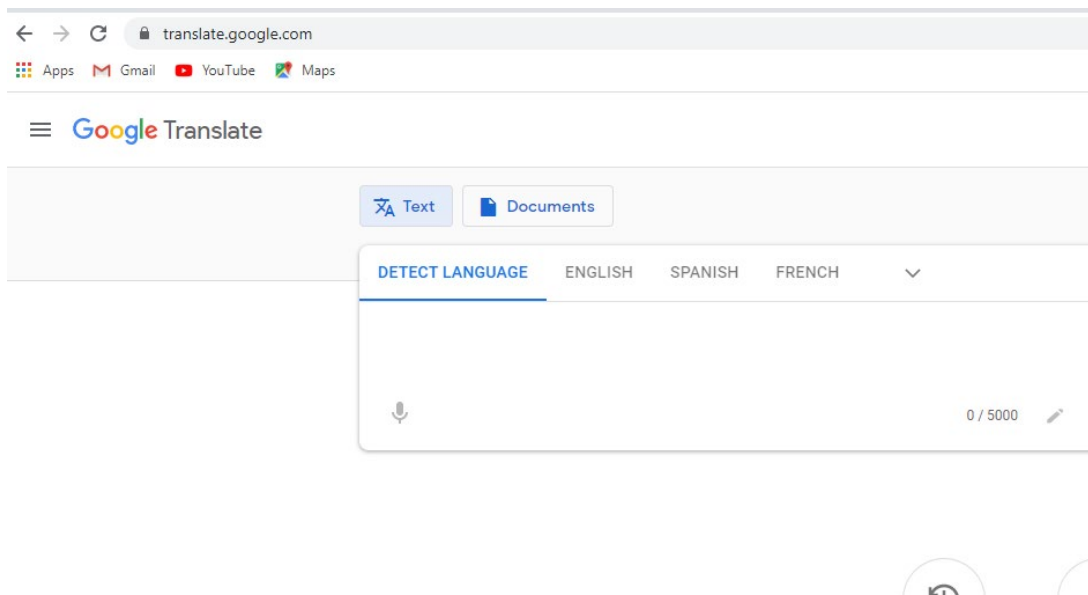 translate.google.com
Apps Gmail YouTube Maps
Google Translate
Text Documents
DETECT LANGUAGE ENGLISH SPANISH FRENCH
0 / 5000